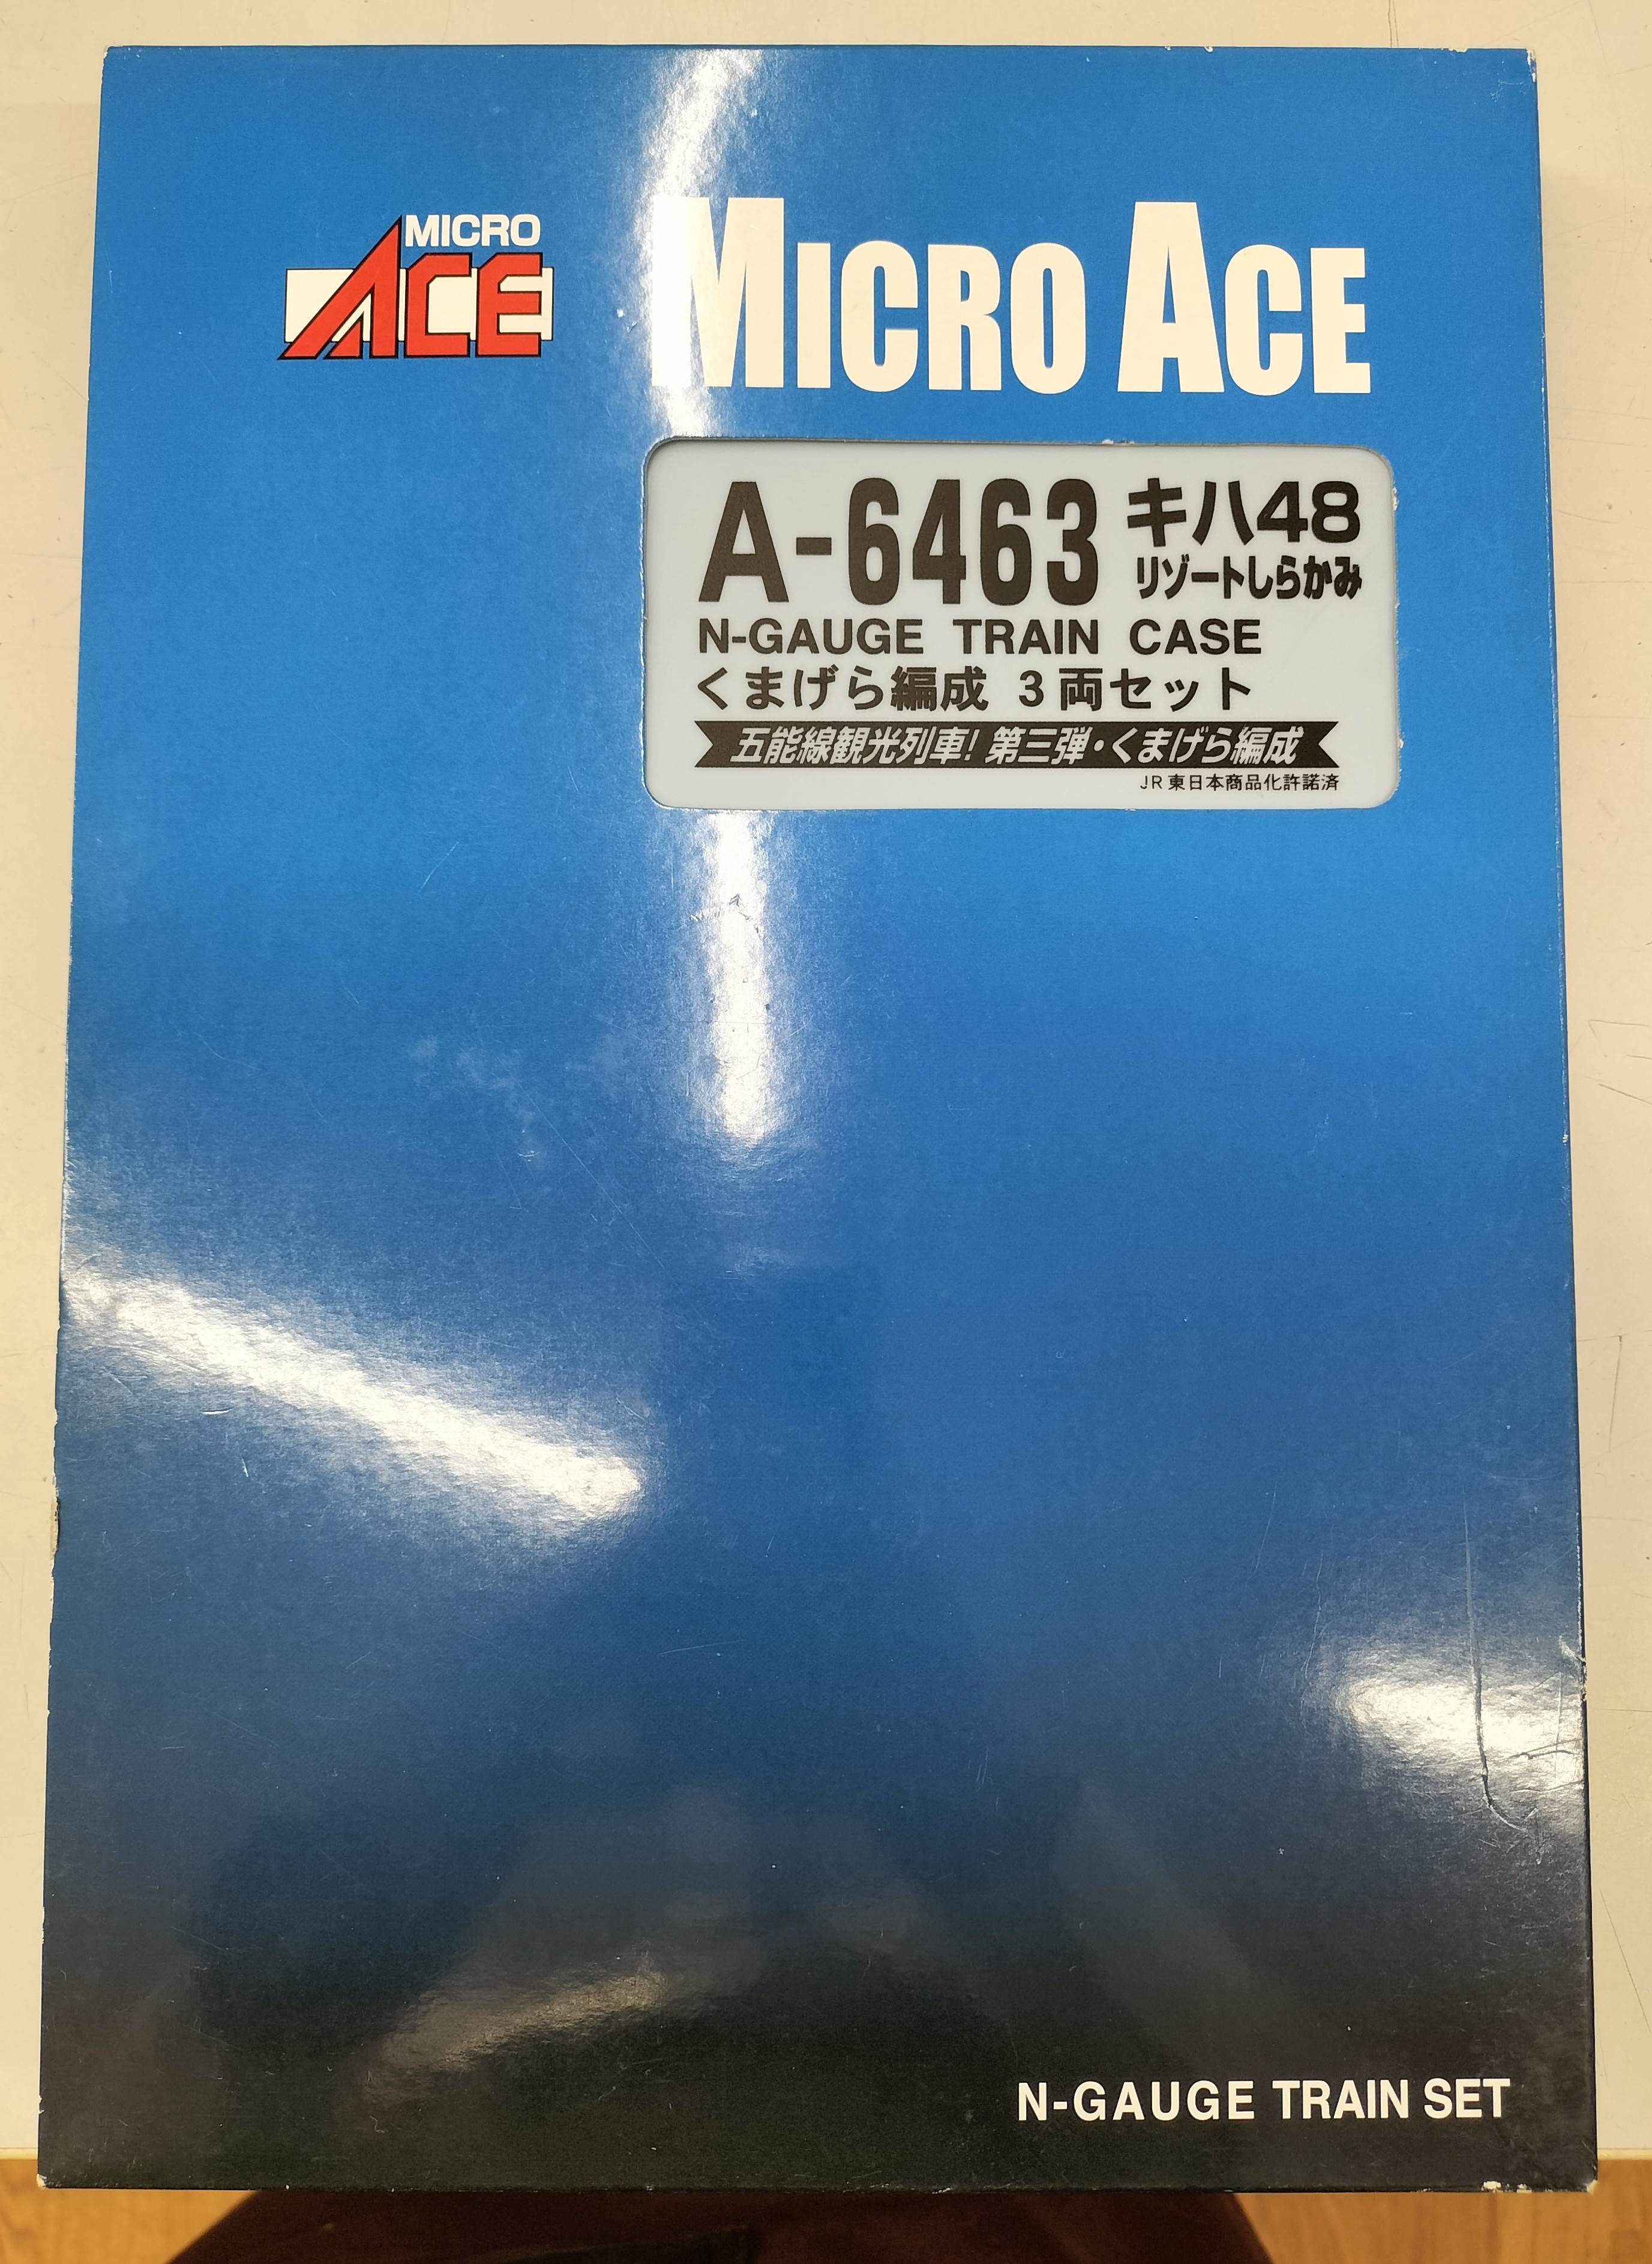 MICRO
ACE
MICRO ACE
A-6463 キハ48
リゾートしらかみ
N-GAUGE TRAIN CASE
くまげら編成 3両セット
五能線観光列車! 第三弾・くまげら編成
JR東日本商品化許諾済
N-GAUGE TRAIN SET